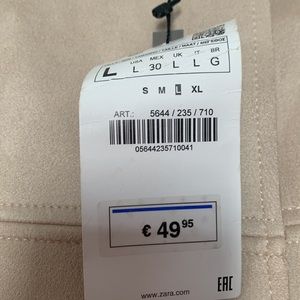 USA MEX UK IT BR
L L 30 L L G
S M L XL
ART.: 5644 / 235 / 710
05644235710041
€ 49 95
www.zara.com
EAC